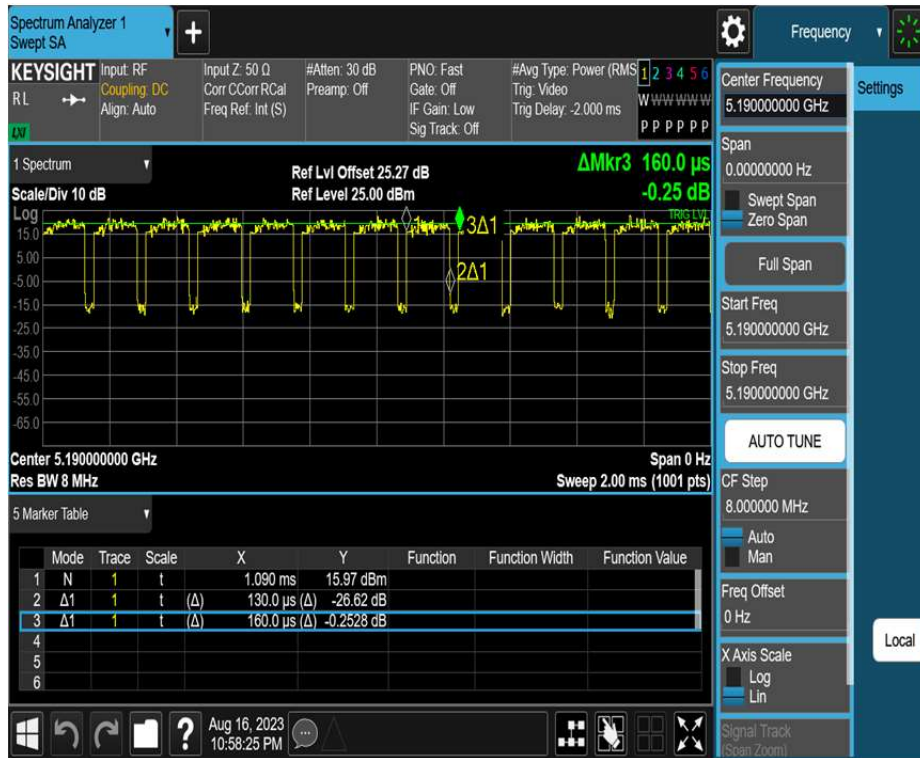 Spectrum Analyzer 1
Swept SA
Frequency
KEYSIGHT
RL
LXI
Input: RF
Coupling: DC
Align: Auto
Input Z: 50 Ω
Corr CCorr RCal
Freq Ref: Int (S)
#Atten: 30 dB
Preamp: Off
PNO: Fast
Gate: Off
IF Gain: Low
Sig Track: Off
#Avg Type: Power (RMS
Trig: Video
Trig Delay: -2.000 ms
1 2 3 4 5 6
W W W W W W
P P P P P P
Center Frequency
5.190000000 GHz
Settings
Span
0.00000000 Hz
Swept Span
Zero Span
Full Span
Start Freq
5.190000000 GHz
Stop Freq
5.190000000 GHz
AUTO TUNE
CF Step
8.000000 MHz
Auto
Man
Freq Offset
0 Hz
X Axis Scale
Log
Lin
Signal Track
(Span Zoom)
Local
1 Spectrum
Scale/Div 10 dB
Ref Lvl Offset 25.27 dB
Ref Level 25.00 dBm
ΔMkr3 160.0 µs
-0.25 dB
Log
TRIG LVL
15.0
5.00
-5.00
-15.0
-25.0
-35.0
-45.0
-55.0
-65.0
1
3Δ1
2Δ1
Center 5.190000000 GHz
Span 0 Hz
Res BW 8 MHz
Sweep 2.00 ms (1001 pts)
5 Marker Table
Mode Trace Scale X Y Function Function Width Function Value
1 N 1 t 1.090 ms 15.97 dBm
2 Δ1 1 t (Δ) 130.0 µs (Δ) -26.62 dB
3 Δ1 1 t (Δ) 160.0 µs (Δ) -0.2528 dB
4
5
6
?
Aug 16, 2023
10:58:25 PM